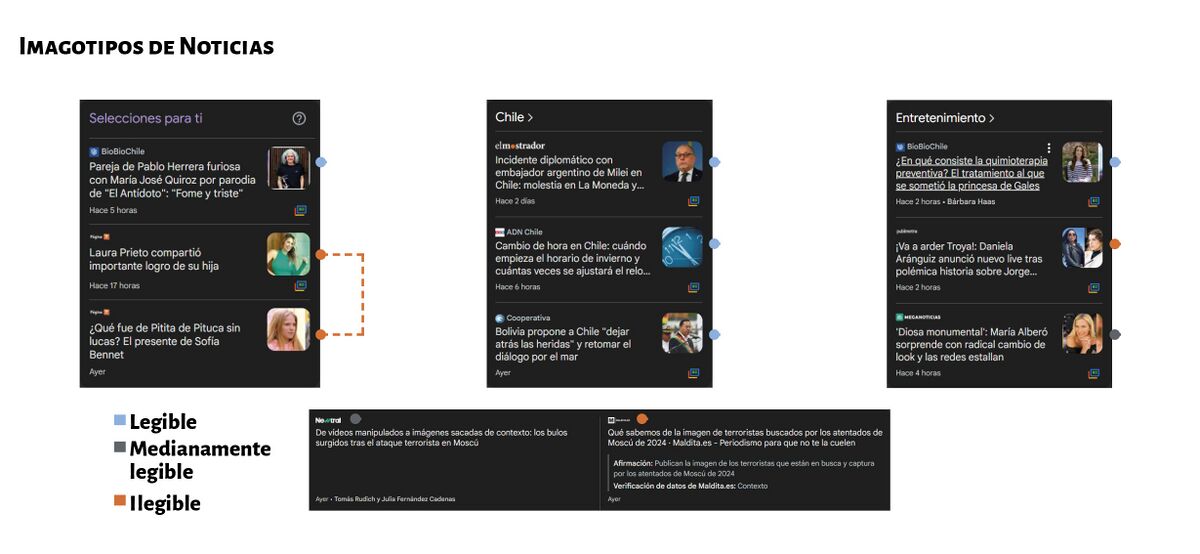 Imagotipos de Noticias
Selecciones para ti
BioBioChile
Pareja de Pablo Herrera furiosa
con María José Quiroz por parodia
de "El Antídoto": "Fome y triste"
Hace 5 horas
Página 7
Laura Prieto compartió
importante logro de su hija
Hace 17 horas
Página 7
¿Qué fue de Pitita de Pituca sin
lucas? El presente de Sofía
Bennet
Ayer
Chile >
elmostrador
Incidente diplomático con
embajador argentino de Milei en
Chile: molestia en La Moneda y...
Hace 2 días
ADN Chile
Cambio de hora en Chile: cuándo
empieza el horario de invierno y
cuántas veces se ajustará el relo...
Hace 6 horas
Cooperativa
Bolivia propone a Chile "dejar
atrás las heridas" y retomar el
diálogo por el mar
Ayer
Entretenimiento >
BioBioChile
¿En qué consiste la quimioterapia
preventiva? El tratamiento al que
se sometió la princesa de Gales
Hace 2 horas • Bárbara Haas
publimetro
¡Va a arder Troya!: Daniela
Aránguiz anunció nuevo live tras
polémica historia sobre Jorge...
Hace 2 horas
MEGANOTICIAS
'Diosa monumental': María Alberó
sorprende con radical cambio de
look y las redes estallan
Hace 4 horas
Legible
Medianamente
legible
Ilegible
Newtral
De vídeos manipulados a imágenes sacadas de contexto: los bulos
surgidos tras el ataque terrorista en Moscú
Ayer • Tomás Rudich y Julia Fernández Cadenas
Qué sabemos de la imagen de terroristas buscados por los atentados de
Moscú de 2024 · Maldita.es - Periodismo para que no te la cuelen
Afirmación: Publican la imagen de los terroristas que están en busca y captura
por los atentados de Moscú de 2024
Verificación de datos de Maldita.es: Contexto
Ayer